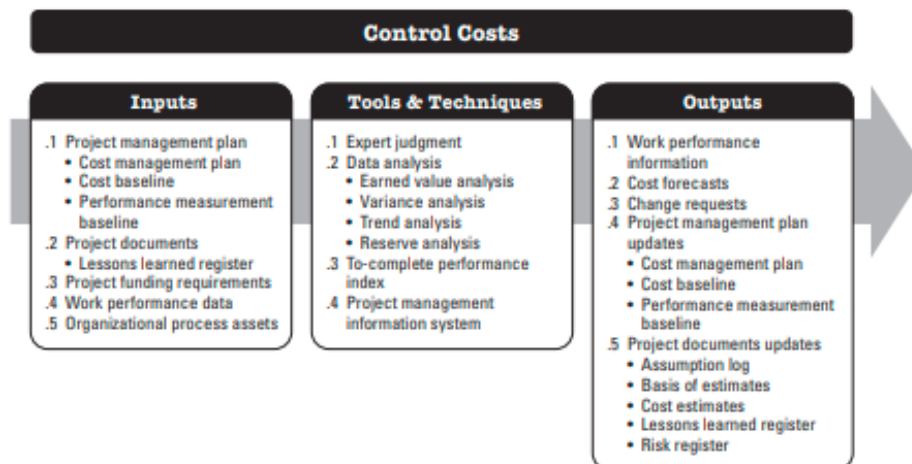 Control Costs
Inputs
.1 Project management plan
• Cost management plan
• Cost baseline
• Performance measurement
baseline
.2 Project documents
• Lessons learned register
.3 Project funding requirements
.4 Work performance data
.5 Organizational process assets
Tools & Techniques
.1 Expert judgment
.2 Data analysis
• Earned value analysis
• Variance analysis
• Trend analysis
• Reserve analysis
.3 To-complete performance
index
.4 Project management
information system
Outputs
.1 Work performance
information
.2 Cost forecasts
.3 Change requests
.4 Project management plan
updates
• Cost management plan
• Cost baseline
• Performance measurement
baseline
.5 Project documents updates
• Assumption log
• Basis of estimates
• Cost estimates
• Lessons learned register
• Risk register